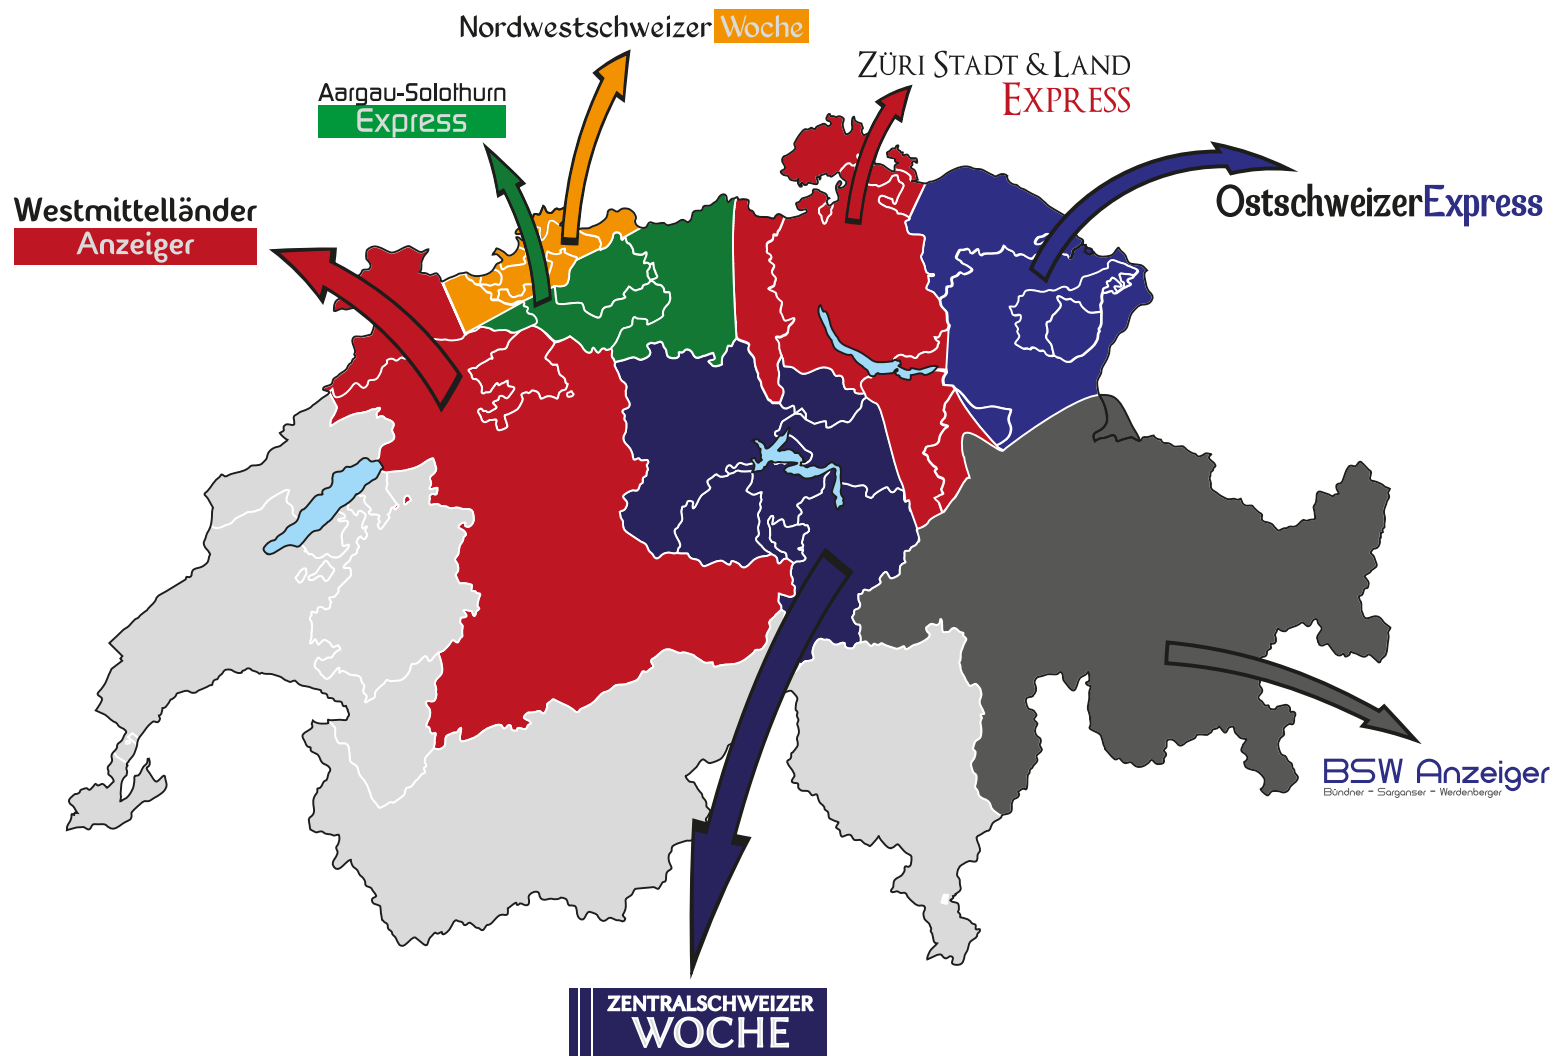 Nordwestschweizer Woche
ZÜRI STADT & LAND
EXPRESS
Aargau-Solothurn
Express
Westmittelländer
Anzeiger
OstschweizerExpress
BSW Anzeiger
Bündner - Sarganser - Werdenberger
ZENTRALSCHWEIZER
WOCHE